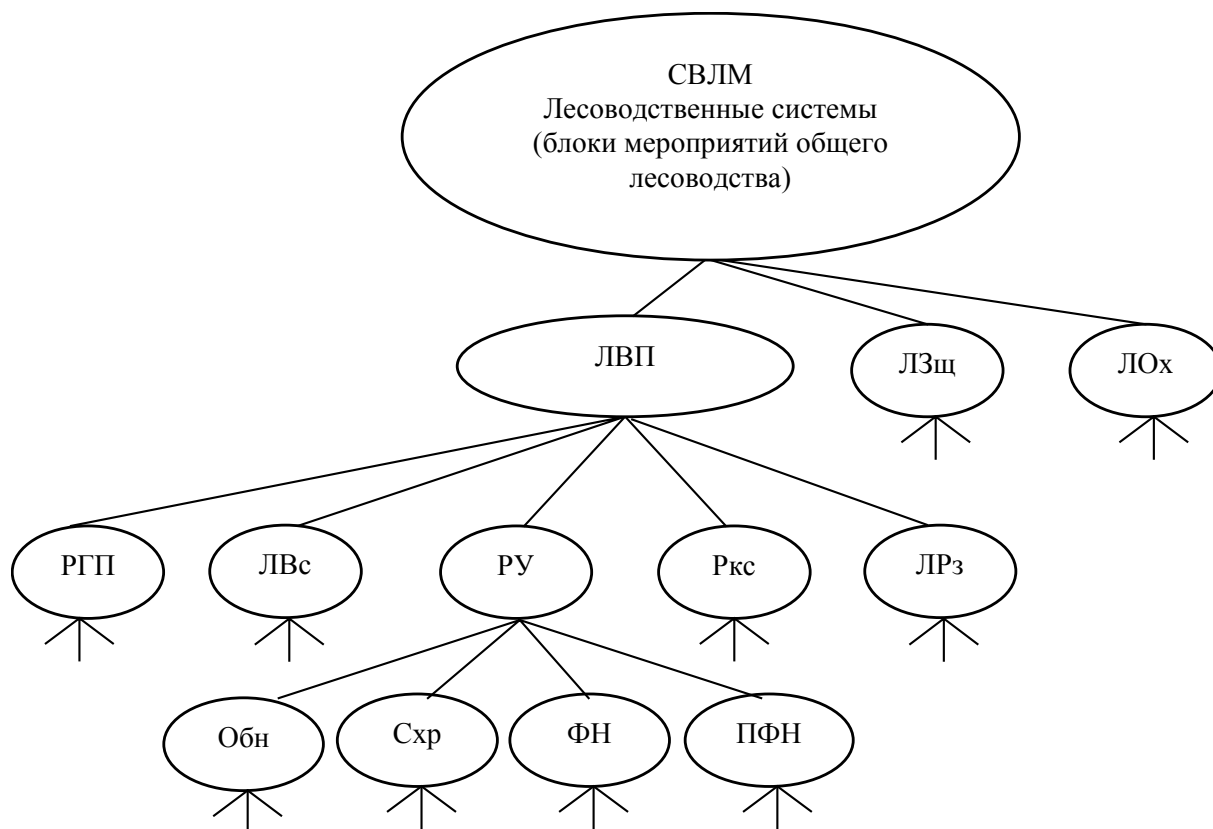 СВЛМ
Лесоводственные системы
(блоки мероприятий общего
лесоводства)
ЛВП
ЛЗщ
ЛОх
РГП
ЛВс
РУ
Ркс
ЛРз
Обн
Схр
ФН
ПФН